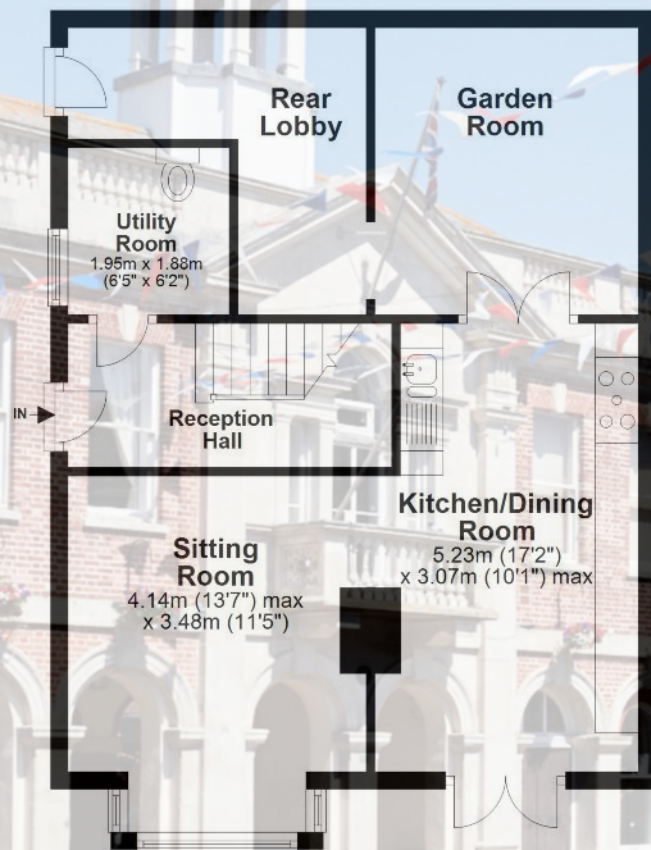 Rear
Lobby
Garden
Room
Utility
Room
1.95m x 1.88m
(6'5" x 6'2")
IN
Reception
Hall
Kitchen/Dining
Room
5.23m (17'2")
x 3.07m (10'1") max
Sitting
Room
4.14m (13'7") max
x 3.48m (11'5")